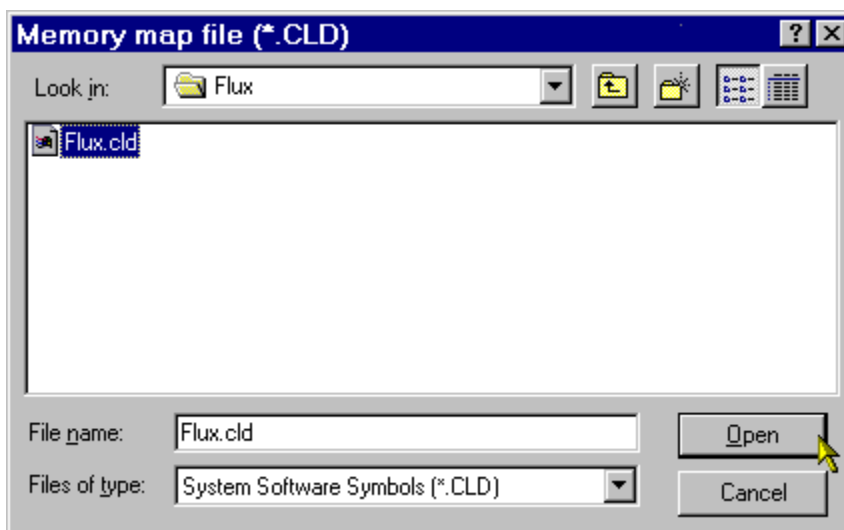 Memory map file (*.CLD)
Look in: Flux
Flux.cld
File name: Flux.cld Open
Files of type: System Software Symbols (*.CLD) Cancel